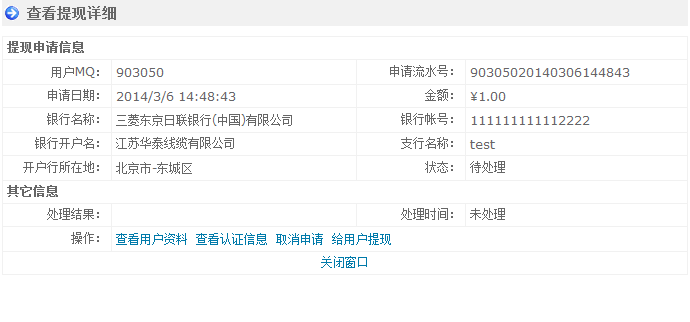 查看提现详细
提现申请信息
用户MQ： 903050 申请流水号： 90305020140306144843
申请日期： 2014/3/6 14:48:43 金额： ¥1.00
银行名称： 三菱东京日联银行(中国)有限公司 银行帐号： 111111111112222
银行开户名： 江苏华泰线缆有限公司 支行名称： test
开户行所在地： 北京市-东城区 状态： 待处理
其它信息
处理结果： 处理时间： 未处理
操作： 查看用户资料 查看认证信息 取消申请 给用户提现
关闭窗口